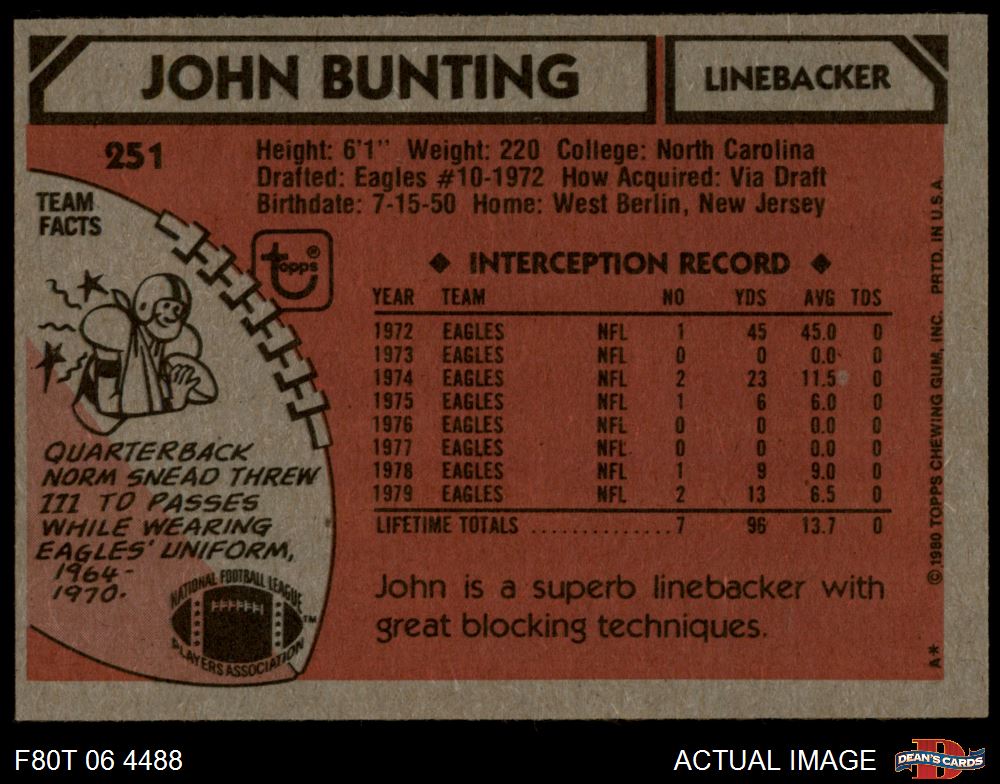 JOHN BUNTING
LINEBACKER
251
Height: 6'1" Weight: 220 College: North Carolina
Drafted: Eagles #10-1972 How Acquired: Via Draft
Birthdate: 7-15-50 Home: West Berlin, New Jersey
TEAM
FACTS
topps®
QUARTERBACK
NORM SNEAD THREW
111 TD PASSES
WHILE WEARING
EAGLES' UNIFORM,
1964-
1970.
NATIONAL FOOTBALL LEAGUE
PLAYERS ASSOCIATION
TM
◆ INTERCEPTION RECORD ◆
YEAR TEAM NO YDS AVG TDS
1972 EAGLES NFL 1 45 45.0 0
1973 EAGLES NFL 0 0 0.0 0
1974 EAGLES NFL 2 23 11.5 0
1975 EAGLES NFL 1 6 6.0 0
1976 EAGLES NFL 0 0 0.0 0
1977 EAGLES NFL 0 0 0.0 0
1978 EAGLES NFL 1 9 9.0 0
1979 EAGLES NFL 2 13 6.5 0
LIFETIME TOTALS .............. 7 96 13.7 0
John is a superb linebacker with
great blocking techniques.
A* © 1980 TOPPS CHEWING GUM, INC. PRTD. IN U.S.A.
F80T 06 4488
ACTUAL IMAGE
D
DEAN'S CARDS